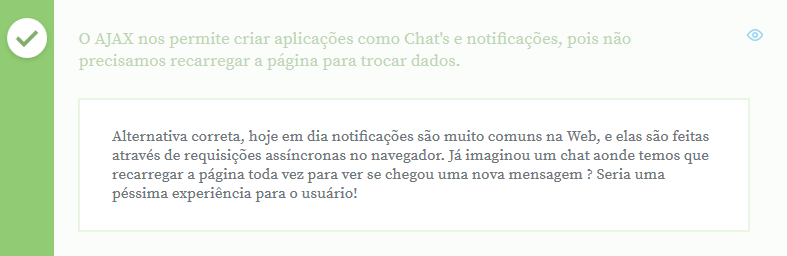 O AJAX nos permite criar aplicações como Chat's e notificações, pois não
precisamos recarregar a página para trocar dados.
Alternativa correta, hoje em dia notificações são muito comuns na Web, e elas são feitas
através de requisições assíncronas no navegador. Já imaginou um chat aonde temos que
recarregar a página toda vez para ver se chegou uma nova mensagem ? Seria uma
péssima experiência para o usuário!